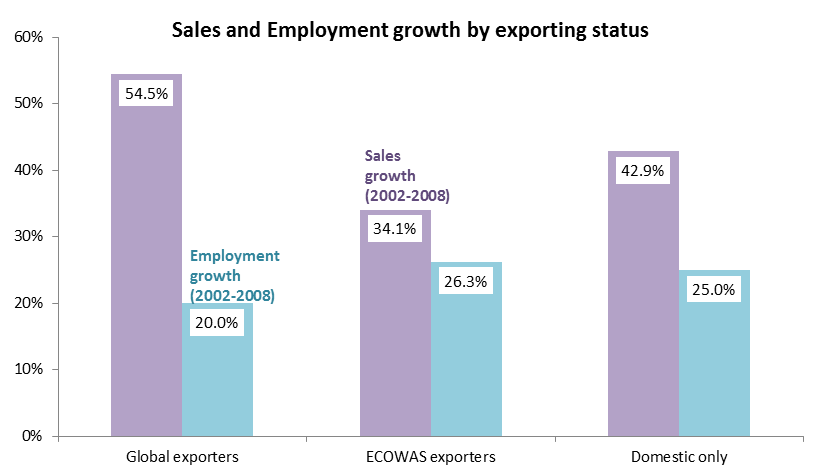 Sales and Employment growth by exporting status
60%
50%
40%
30%
20%
10%
0%
54.5%
Employment
growth
(2002-2008)
20.0%
Sales
growth
(2002-2008)
34.1%
26.3%
42.9%
25.0%
Global exporters
ECOWAS exporters
Domestic only